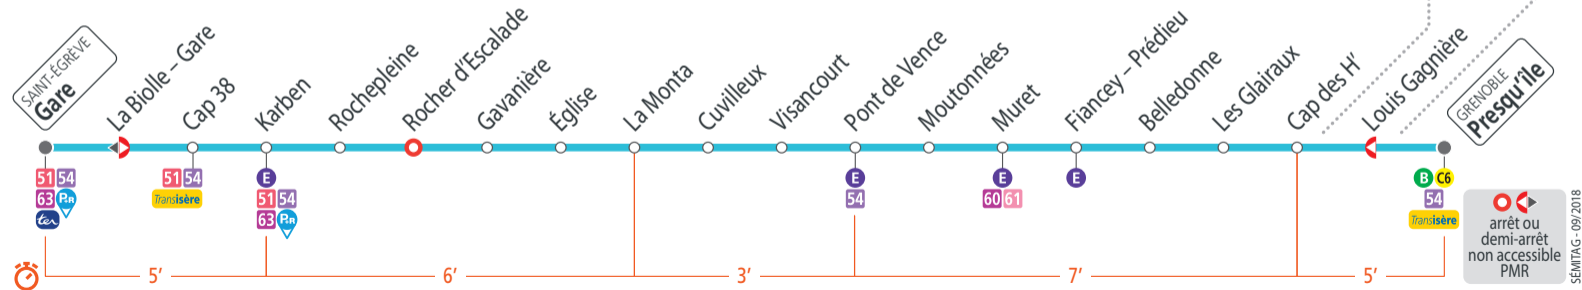 SAINT-ÉGRÈVE
Gare
La Biolle – Gare
Cap 38
Karben
Rochepleine
Rocher d'Escalade
Gavanière
Église
La Monta
Cuvilleux
Visancourt
Pont de Vence
Moutonnées
Muret
Fiancey – Prédieu
Belledonne
Les Glairaux
Cap des H'
Louis Gagnière
GRENOBLE
Presqu'île
51 54
63 P+R
ter
51 54
Transisère
E
51 54
63 P+R
E
54
E
60 61
E
B C6
54
Transisère
5' 6' 3' 7' 5'
arrêt ou
demi-arrêt
non accessible
PMR
SÉMITAG - 09/2018